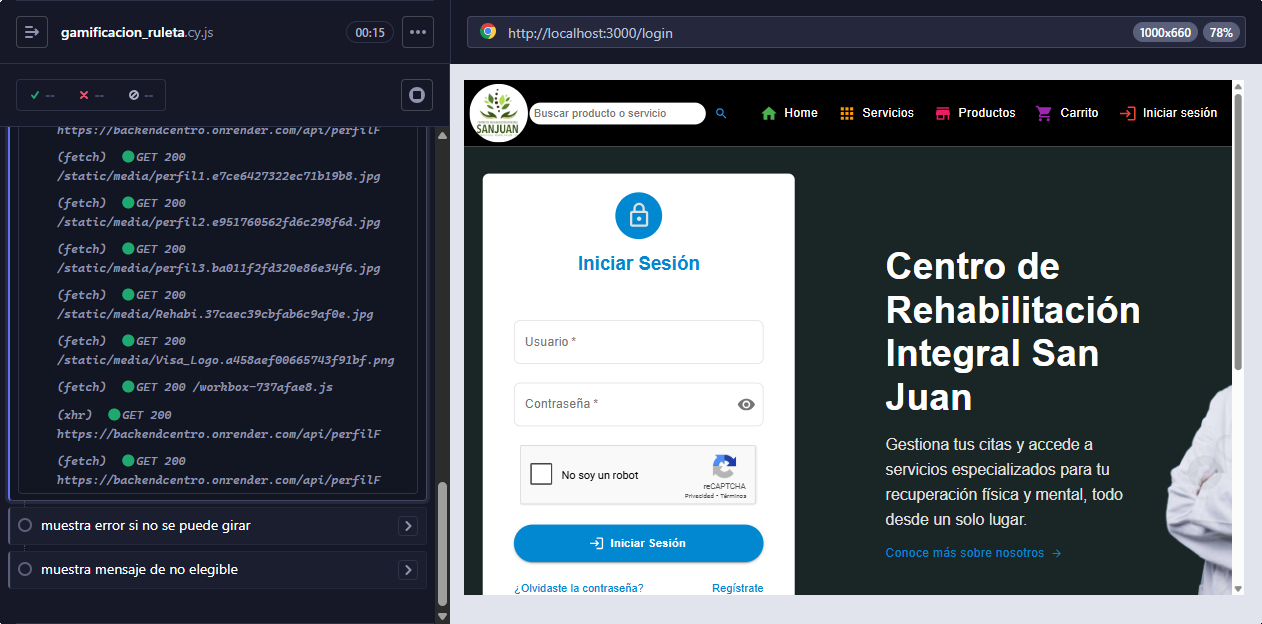 gamificacion_ruleta.cy.js
00:15
--
--
--
https://backendcentro.onrender.com/api/perfilF
(fetch) GET 200
/static/media/perfil1.e7ce6427322ec71b19b8.jpg
(fetch) GET 200
/static/media/perfil2.e951760562fd6c298f6d.jpg
(fetch) GET 200
/static/media/perfil3.ba011f2fd320e86e34f6.jpg
(fetch) GET 200
/static/media/Rehabi.37caec39cbfab6c9af0e.jpg
(fetch) GET 200
/static/media/Visa_Logo.a458aef00665743f91bf.png
(fetch) GET 200 /workbox-737afae8.js
(xhr) GET 200
https://backendcentro.onrender.com/api/perfilF
(fetch) GET 200
https://backendcentro.onrender.com/api/perfilF
muestra error si no se puede girar
muestra mensaje de no elegible
http://localhost:3000/login
1000x660
78%
SANJUAN
Buscar producto o servicio
Home
Servicios
Productos
Carrito
Iniciar sesión
Iniciar Sesión
Usuario *
Contraseña *
No soy un robot
reCAPTCHA
Privacidad - Términos
Iniciar Sesión
¿Olvidaste la contraseña?
Regístrate
Centro de
Rehabilitación
Integral San
Juan
Gestiona tus citas y accede a
servicios especializados para tu
recuperación física y mental, todo
desde un solo lugar.
Conoce más sobre nosotros →